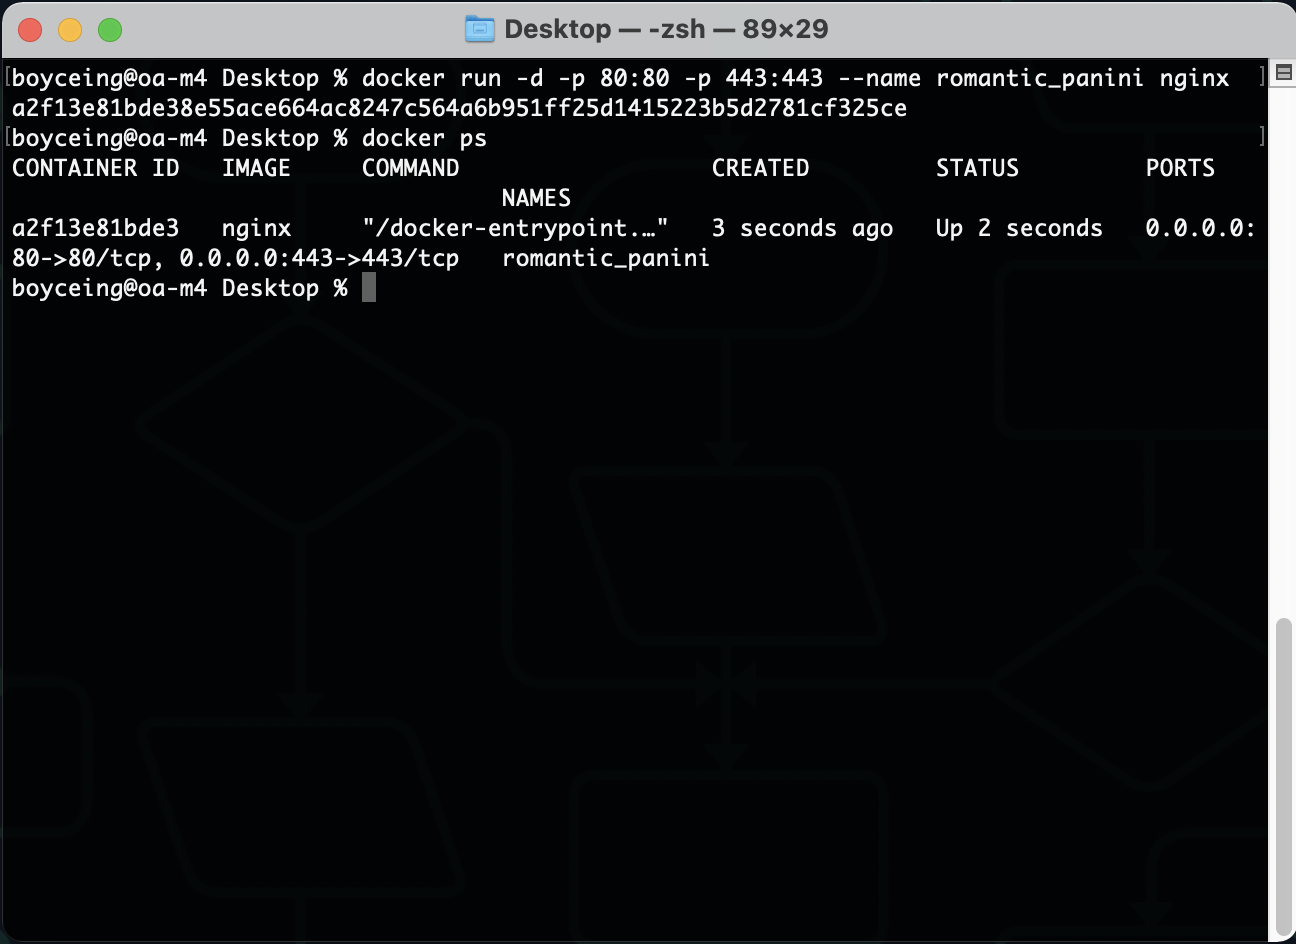 Desktop — -zsh — 89×29
[boyceing@oa-m4 Desktop % docker run -d -p 80:80 -p 443:443 --name romantic_panini nginx ]
a2f13e81bde38e55ace664ac8247c564a6b951ff25d1415223b5d2781cf325ce
[boyceing@oa-m4 Desktop % docker ps ]
CONTAINER ID   IMAGE     COMMAND                  CREATED         STATUS         PORTS
                                   NAMES
a2f13e81bde3   nginx     "/docker-entrypoint.…"   3 seconds ago   Up 2 seconds   0.0.0.0:
80->80/tcp, 0.0.0.0:443->443/tcp   romantic_panini
boyceing@oa-m4 Desktop %